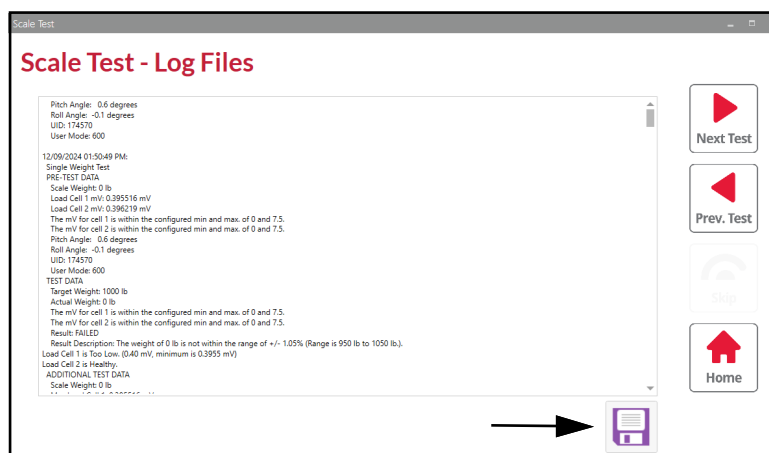 Scale Test
Scale Test - Log Files
Pitch Angle: 0.6 degrees
Roll Angle: -0.1 degrees
UID: 174570
User Mode: 600
12/09/2024 01:50:49 PM:
Single Weight Test
PRE-TEST DATA
Scale Weight: 0 lb
Load Cell 1 mV: 0.395516 mV
Load Cell 2 mV: 0.396219 mV
The mV for cell 1 is within the configured min and max. of 0 and 7.5.
The mV for cell 2 is within the configured min and max. of 0 and 7.5.
Pitch Angle: 0.6 degrees
Roll Angle: -0.1 degrees
UID: 174570
User Mode: 600
TEST DATA
Target Weight: 1000 lb
Actual Weight: 0 lb
The mV for cell 1 is within the configured min and max. of 0 and 7.5.
The mV for cell 2 is within the configured min and max. of 0 and 7.5.
Result: FAILED
Result Description: The weight of 0 lb is not within the range of +/- 1.05% (Range is 950 lb to 1050 lb.).
Load Cell 1 is Too Low. (0.40 mV, minimum is 0.3955 mV)
Load Cell 2 is Healthy.
ADDITIONAL TEST DATA
Scale Weight: 0 lb
Next Test
Prev. Test
Skip
Home